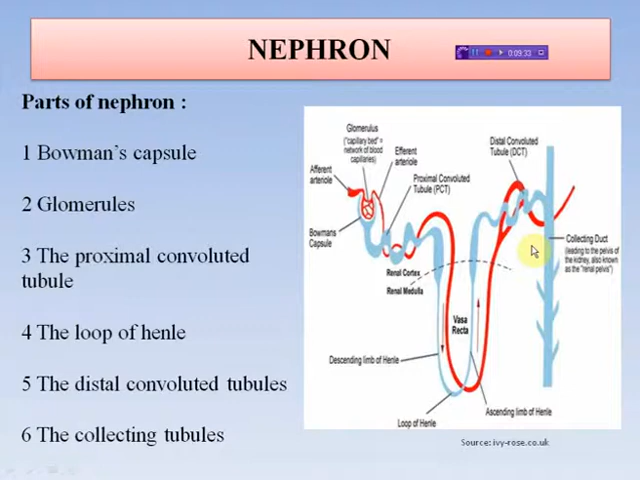 NEPHRON
0:09:33
Parts of nephron :
1 Bowman's capsule
2 Glomerules
3 The proximal convoluted
tubule
4 The loop of henle
5 The distal convoluted tubules
6 The collecting tubules
Glomerulus
("capillary bed" =
network of blood
capillaries)
Efferent
arteriole
Afferent
arteriole
Proximal Convoluted
Tubule (PCT)
Distal Convoluted
Tubule (DCT)
Bowmans
Capsule
Collecting Duct
(leading to the pelvis of
the kidney, also known
as the "renal pelvis")
Renal Cortex
Renal Medulla
Vasa
Recta
Descending limb of Henle
Ascending limb of Henle
Loop of Henle
Source: ivy-rose.co.uk